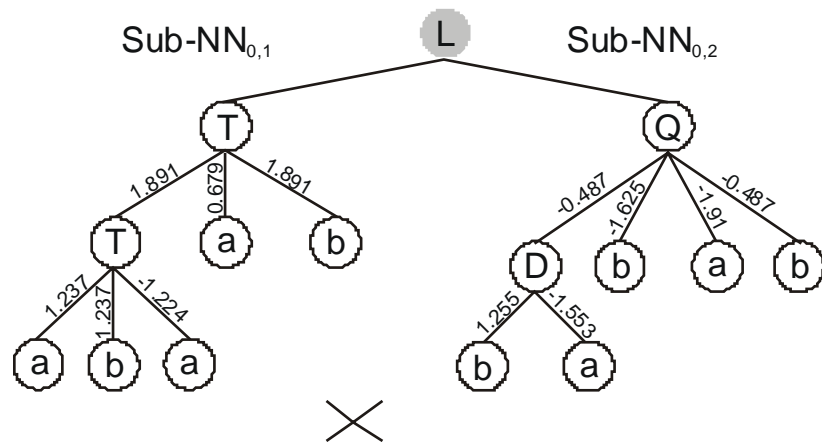 Sub-NN0,1 L Sub-NN0,2
T Q
1.891 0.679 1.891 -0.487 -1.625 -1.91 -0.487
T a b D b a b
1.237 1.237 -1.224 1.255 -1.553
a b a b a